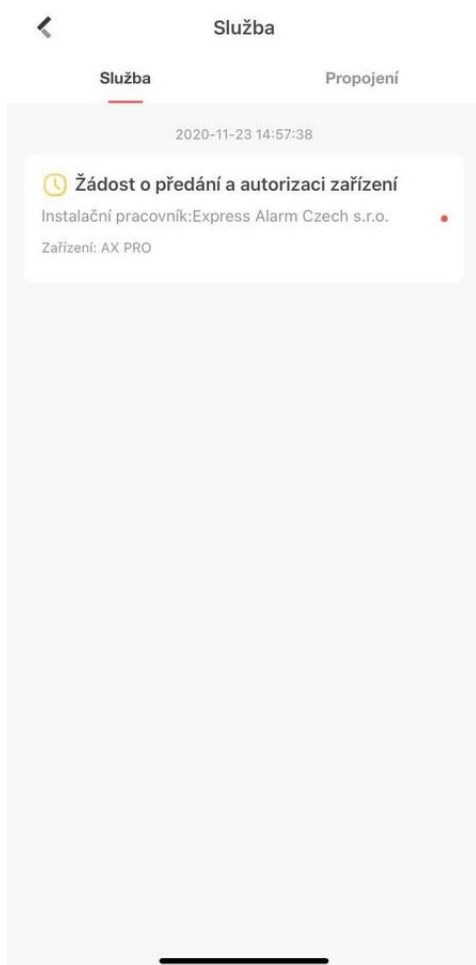 Služba
Služba Propojení
2020-11-23 14:57:38
Žádost o předání a autorizaci zařízení
Instalační pracovník:Express Alarm Czech s.r.o.
Zařízení: AX PRO